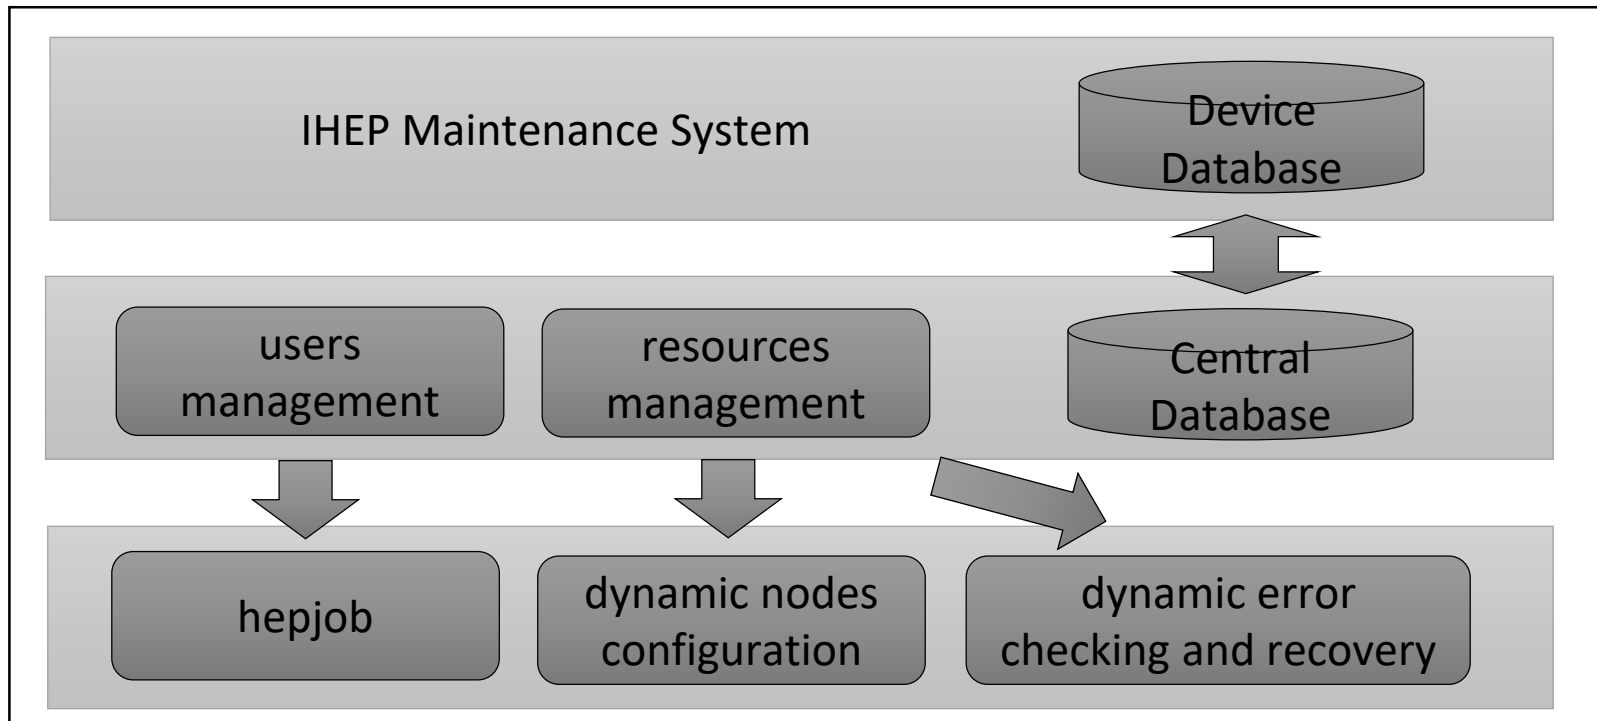 IHEP Maintenance System
Device
Database
users
management
resources
management
Central
Database
hepjob
dynamic nodes
configuration
dynamic error
checking and recovery